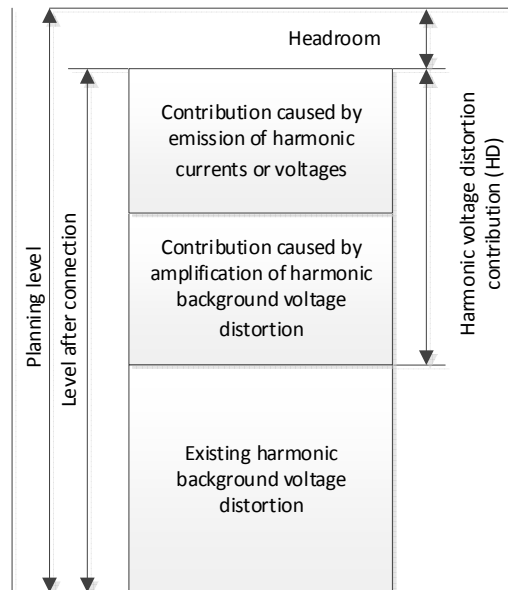 Headroom
Contribution caused by
emission of harmonic
currents or voltages
Contribution caused by
amplification of harmonic
background voltage
distortion
Existing harmonic
background voltage
distortion
Planning level
Level after connection
Harmonic voltage distortion
contribution (HD)